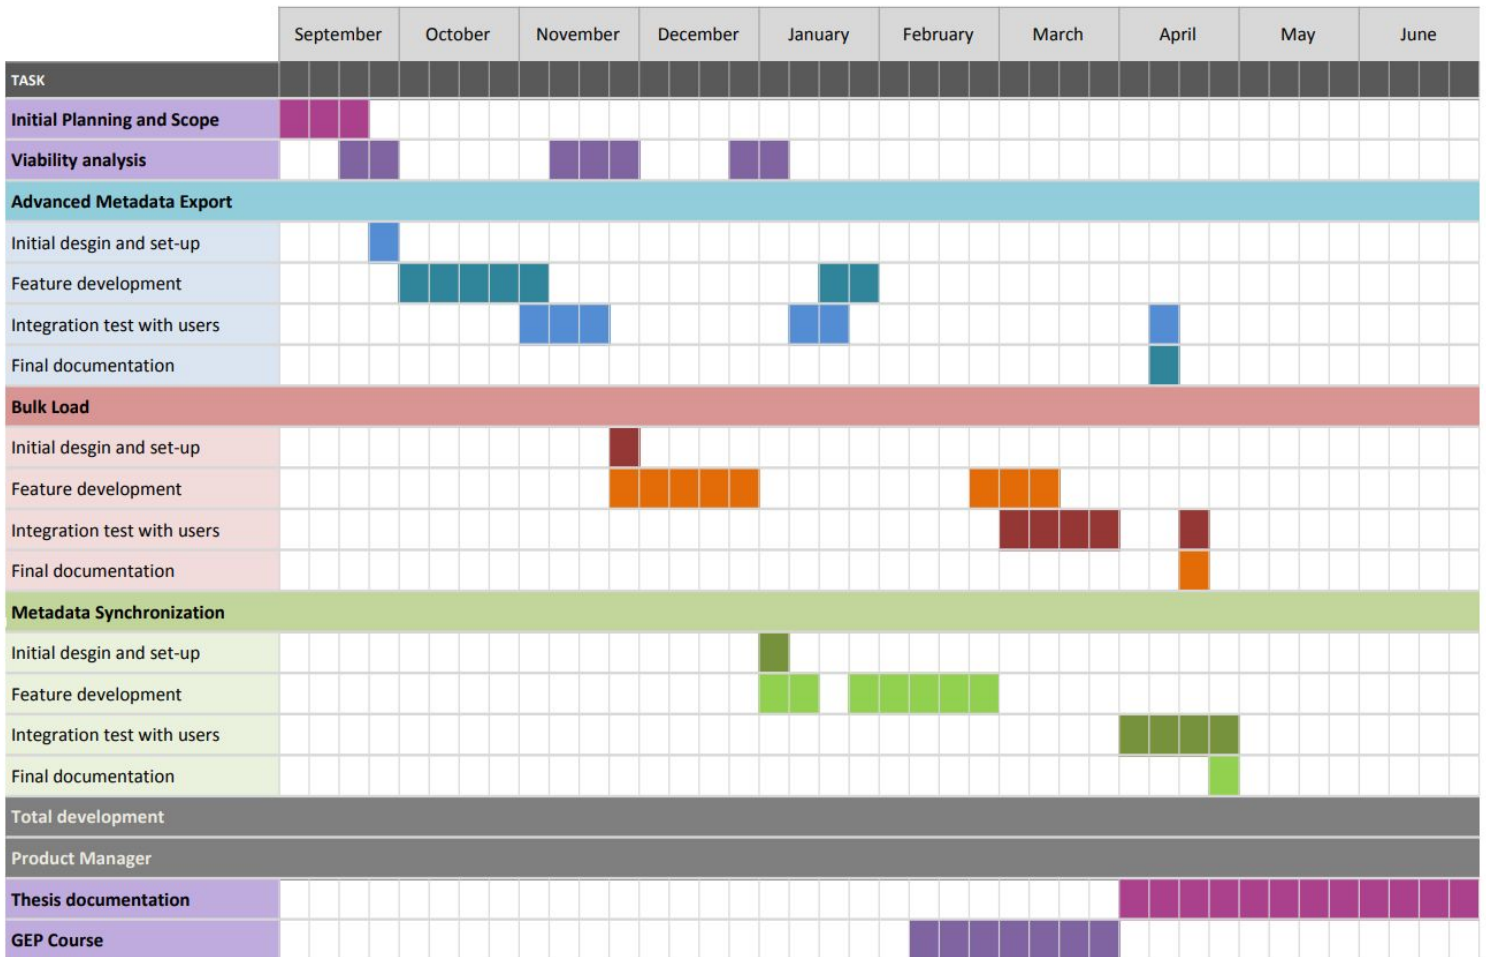 September October November December January February March April May June
TASK
Initial Planning and Scope
Viability analysis
Advanced Metadata Export
Initial desgin and set-up
Feature development
Integration test with users
Final documentation
Bulk Load
Initial desgin and set-up
Feature development
Integration test with users
Final documentation
Metadata Synchronization
Initial desgin and set-up
Feature development
Integration test with users
Final documentation
Total development
Product Manager
Thesis documentation
GEP Course